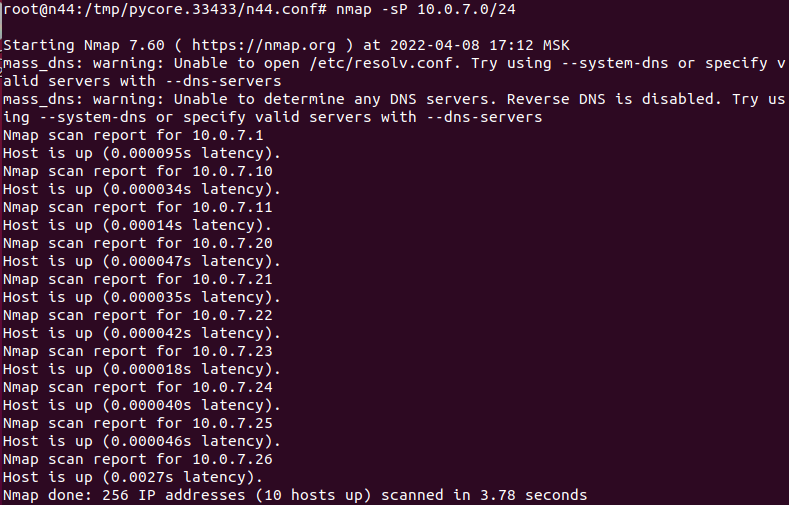 root@n44:/tmp/pycore.33433/n44.conf# nmap -sP 10.0.7.0/24
Starting Nmap 7.60 ( https://nmap.org ) at 2022-04-08 17:12 MSK
mass_dns: warning: Unable to open /etc/resolv.conf. Try using --system-dns or specify v
alid servers with --dns-servers
mass_dns: warning: Unable to determine any DNS servers. Reverse DNS is disabled. Try us
ing --system-dns or specify valid servers with --dns-servers
Nmap scan report for 10.0.7.1
Host is up (0.000095s latency).
Nmap scan report for 10.0.7.10
Host is up (0.000034s latency).
Nmap scan report for 10.0.7.11
Host is up (0.00014s latency).
Nmap scan report for 10.0.7.20
Host is up (0.000047s latency).
Nmap scan report for 10.0.7.21
Host is up (0.000035s latency).
Nmap scan report for 10.0.7.22
Host is up (0.000042s latency).
Nmap scan report for 10.0.7.23
Host is up (0.000018s latency).
Nmap scan report for 10.0.7.24
Host is up (0.000040s latency).
Nmap scan report for 10.0.7.25
Host is up (0.000046s latency).
Nmap scan report for 10.0.7.26
Host is up (0.0027s latency).
Nmap done: 256 IP addresses (10 hosts up) scanned in 3.78 seconds